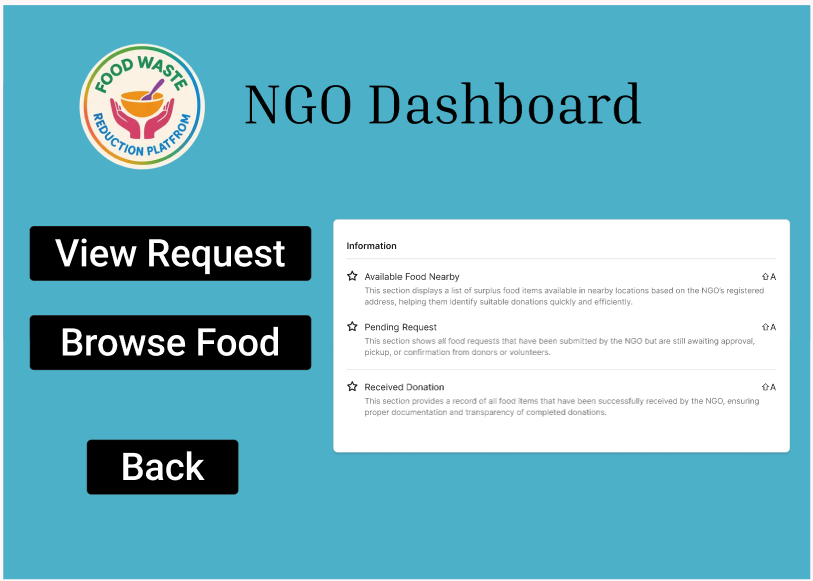 FOOD WASTE
REDUCTION PLATFROM
NGO Dashboard
View Request
Browse Food
Back
Information
Available Food Nearby ⇧A
This section displays a list of surplus food items available in nearby locations based on the NGO's registered
address, helping them identify suitable donations quickly and efficiently.
Pending Request ⇧A
This section shows all food requests that have been submitted by the NGO but are still awaiting approval,
pickup, or confirmation from donors or volunteers.
Received Donation ⇧A
This section provides a record of all food items that have been successfully received by the NGO, ensuring
proper documentation and transparency of completed donations.